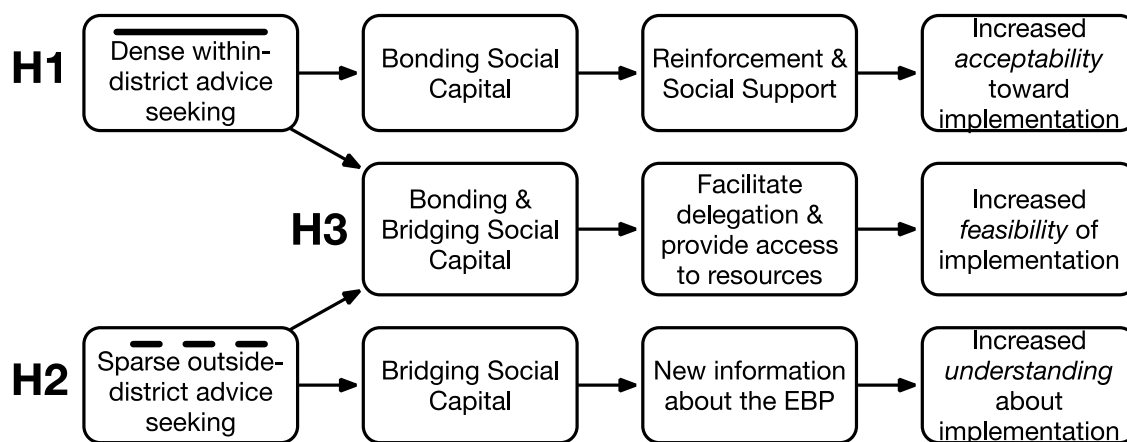 H1
Dense within-
district advice
seeking
Bonding Social
Capital
Reinforcement &
Social Support
Increased
acceptability
toward
implementation
H3
Bonding &
Bridging Social
Capital
Facilitate
delegation &
provide access
to resources
Increased
feasibility of
implementation
H2
Sparse outside-
district advice
seeking
Bridging Social
Capital
New information
about the EBP
Increased
understanding
about
implementation